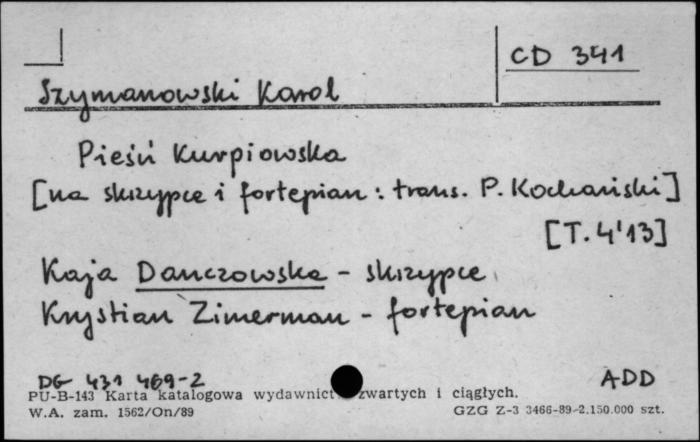 CD 341
Szymanowski Karol
Pieśń Kurpiowska
[na skrzypce i fortepian : trans. P. Kochański]
[T. 4'13]
Kaja Danczowska - skrzypce
Krystian Zimerman - fortepian
DG 431 469-2
ADD
PU-B-143 Karta katalogowa wydawnict zwartych i ciągłych.
W.A. zam. 1562/On/89
GZG Z-3 3466-89-2.150.000 szt.